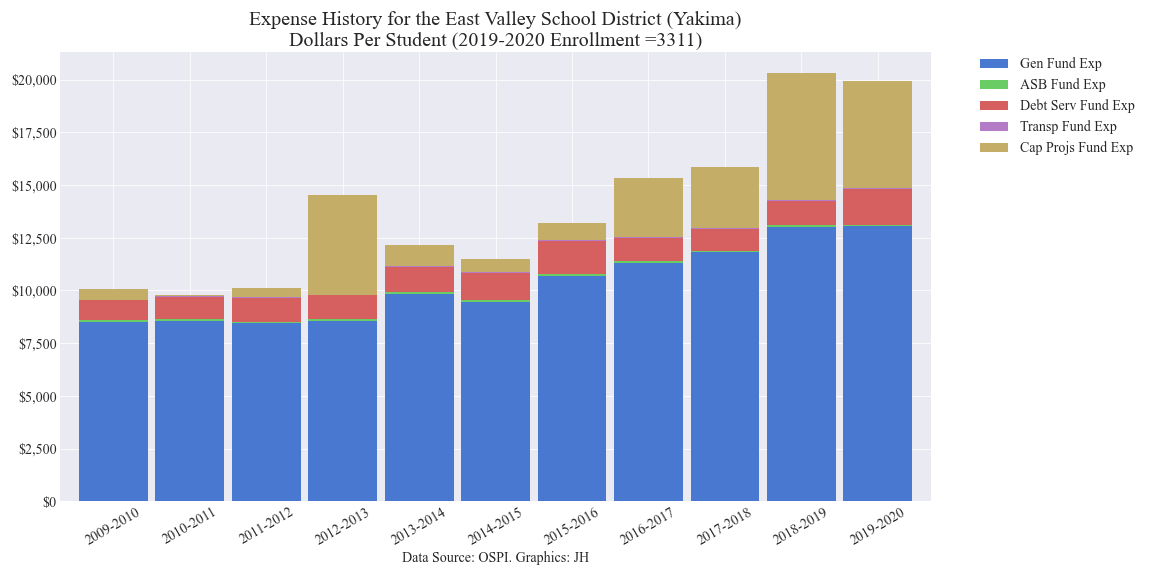 Expense History for the East Valley School District (Yakima)
Dollars Per Student (2019-2020 Enrollment =3311)
$20,000
$17,500
$15,000
$12,500
$10,000
$7,500
$5,000
$2,500
$0
2009-2010
2010-2011
2011-2012
2012-2013
2013-2014
2014-2015
2015-2016
2016-2017
2017-2018
2018-2019
2019-2020
Data Source: OSPI. Graphics: JH
Gen Fund Exp
ASB Fund Exp
Debt Serv Fund Exp
Transp Fund Exp
Cap Projs Fund Exp